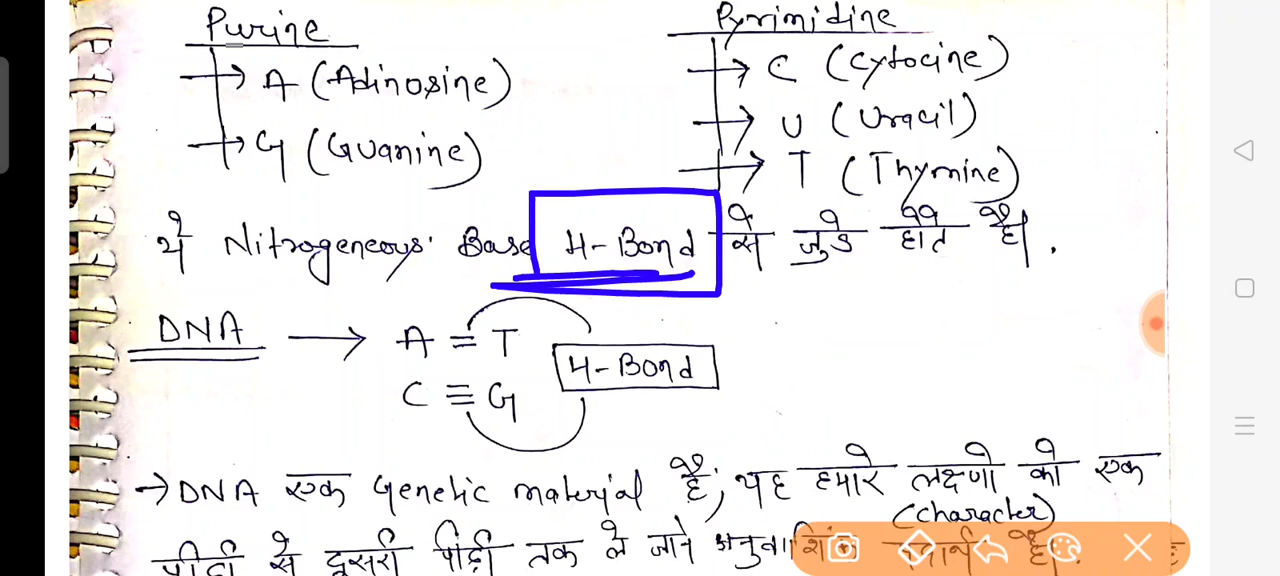 Purine Pyrimidine
→ A (Adinosine) → C (Cytocine)
→ G (Guanine) → U (Uracil)
→ T (Thymine)
ये Nitrogeneous Base H-Bond से जुडे होते है।.
DNA → A = T
H-Bond
C ≡ G
→ DNA एक Genetic material है, यह हमारे लक्षणो को एक
(character)
पीढी से दूसरी पीढी तक ले जाने